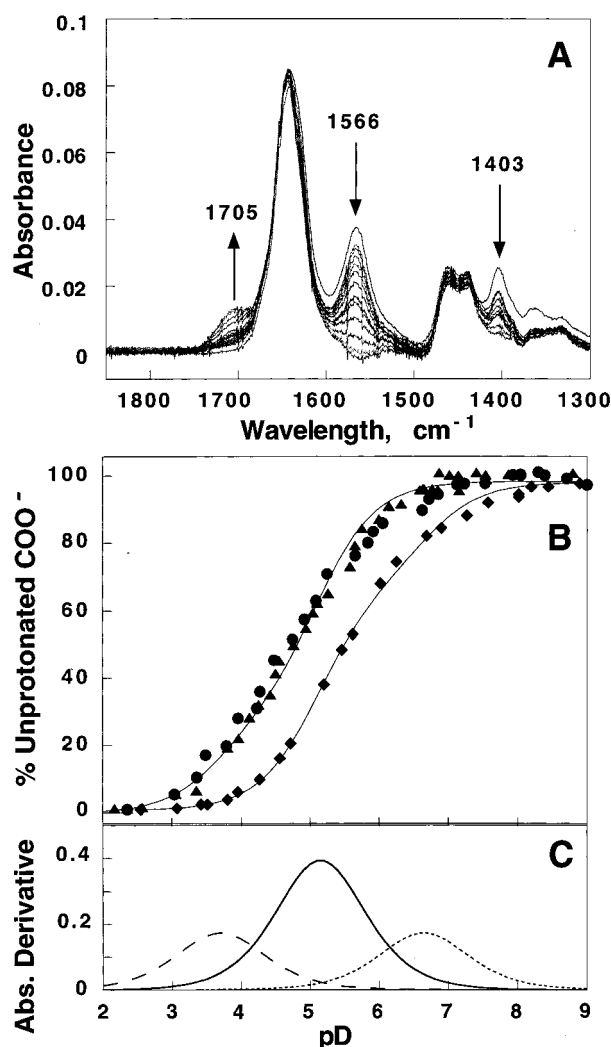 0.1
A
0.08
1566
0.06
1403
1705
0.04
0.02
0
Absorbance
1800 1700 1600 1500 1400 1300
Wavelength, cm⁻¹
100
B
80
60
40
20
0
% Unprotonated COO⁻
0.4
C
0.2
0
Abs. Derivative
2 3 4 5 6 7 8 9
pD